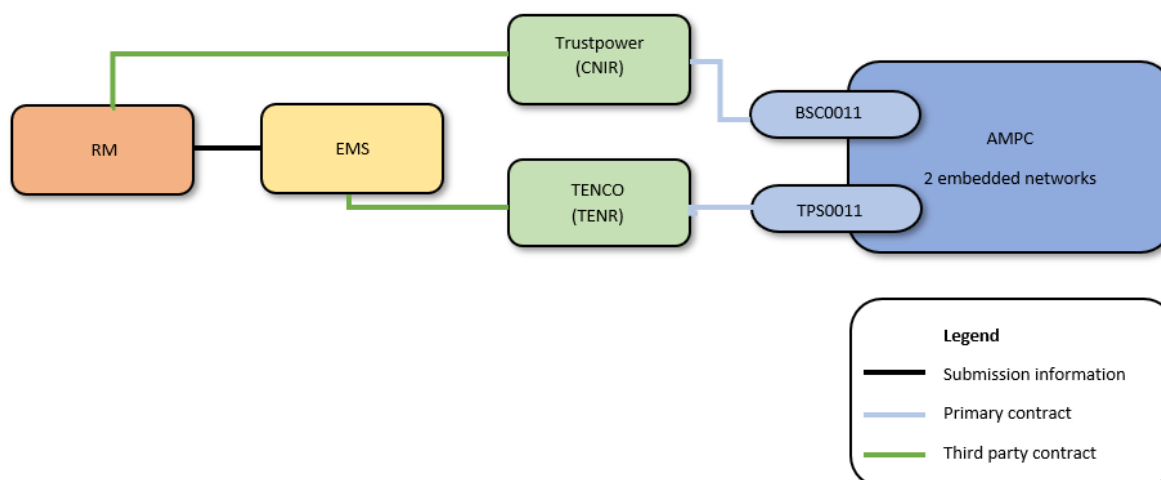 Trustpower
(CNIR)
RM
EMS
BSC0011
AMPC
2 embedded networks
TENCO
(TENR)
TPS0011
Legend
Submission information
Primary contract
Third party contract